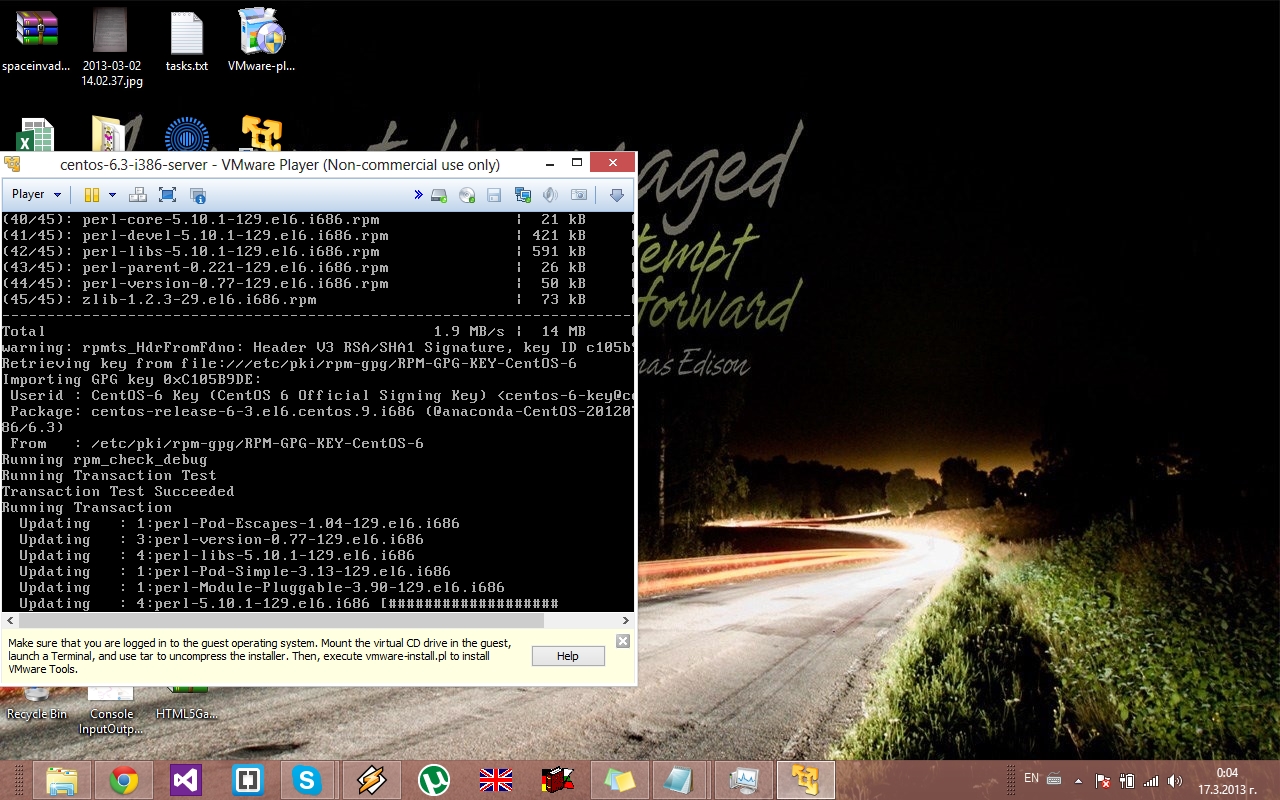 spaceinvad...
2013-03-02
14.02.37.jpg
tasks.txt
VMware-pl...
aged
tempt
forward
mas Edison
centos-6.3-i386-server - VMware Player (Non-commercial use only)
Player
(40/45): perl-core-5.10.1-129.el6.i686.rpm | 21 kB
(41/45): perl-devel-5.10.1-129.el6.i686.rpm | 421 kB
(42/45): perl-libs-5.10.1-129.el6.i686.rpm | 591 kB
(43/45): perl-parent-0.221-129.el6.i686.rpm | 26 kB
(44/45): perl-version-0.77-129.el6.i686.rpm | 50 kB
(45/45): zlib-1.2.3-29.el6.i686.rpm | 73 kB
Total 1.9 MB/s | 14 MB
warning: rpmts_HdrFromFdno: Header V3 RSA/SHA1 Signature, key ID c105b9
Retrieving key from file:///etc/pki/rpm-gpg/RPM-GPG-KEY-CentOS-6
Importing GPG key 0xC105B9DE:
Userid : CentOS-6 Key (CentOS 6 Official Signing Key) <centos-6-key@ce
Package: centos-release-6-3.el6.centos.9.i686 (@anaconda-CentOS-20120
86/6.3)
From : /etc/pki/rpm-gpg/RPM-GPG-KEY-CentOS-6
Running rpm_check_debug
Running Transaction Test
Transaction Test Succeeded
Running Transaction
Updating : 1:perl-Pod-Escapes-1.04-129.el6.i686
Updating : 3:perl-version-0.77-129.el6.i686
Updating : 4:perl-libs-5.10.1-129.el6.i686
Updating : 1:perl-Pod-Simple-3.13-129.el6.i686
Updating : 1:perl-Module-Pluggable-3.90-129.el6.i686
Updating : 4:perl-5.10.1-129.el6.i686 [###################
Make sure that you are logged in to the guest operating system. Mount the virtual CD drive in the guest,
launch a Terminal, and use tar to uncompress the installer. Then, execute vmware-install.pl to install
VMware Tools.
Help
Recycle Bin
Console
InputOutp...
HTML5Ga...
EN
0:04
17.3.2013 г.